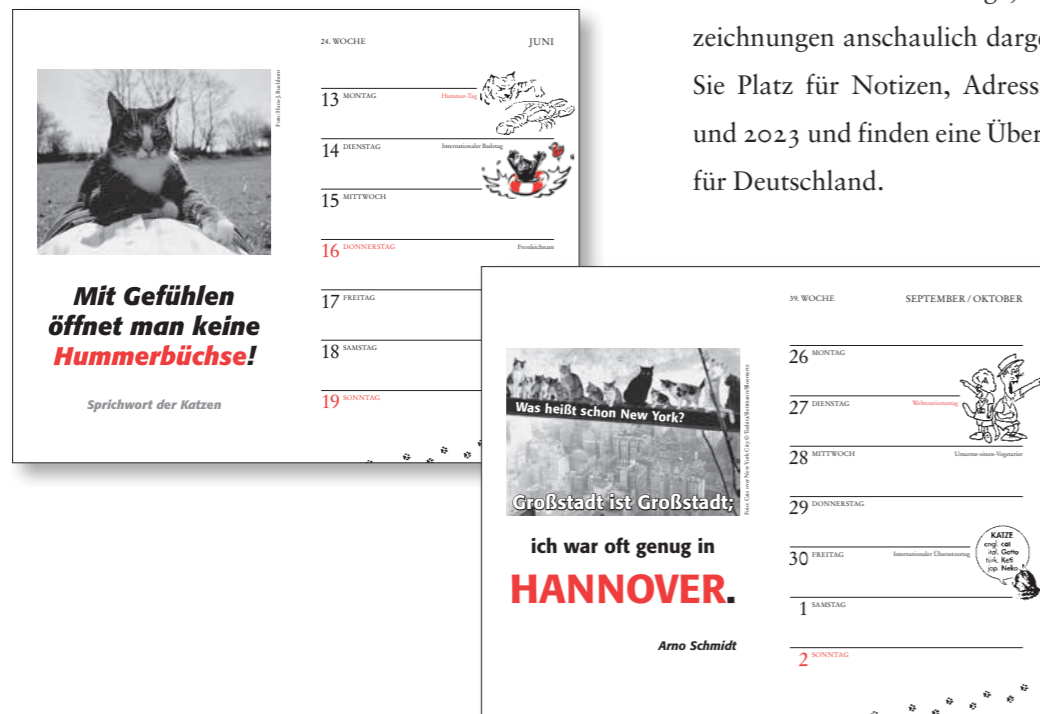 zeichnungen anschaulich darge
Sie Platz für Notizen, Adress
und 2023 und finden eine Über
für Deutschland.
24. WOCHE JUNI
Foto: Hans-J. Buchhorn
13 MONTAG Hummer-Tag
14 DIENSTAG Internationaler Badetag
15 MITTWOCH
16 DONNERSTAG Fronleichnam
17 FREITAG
18 SAMSTAG
19 SONNTAG
Mit Gefühlen
öffnet man keine
Hummerbüchse!
Sprichwort der Katzen
39. WOCHE SEPTEMBER / OKTOBER
Was heißt schon New York?
Großstadt ist Großstadt;
ich war oft genug in
HANNOVER.
Arno Schmidt
26 MONTAG
27 DIENSTAG Welttourismustag
28 MITTWOCH Umarme-einen-Vegetarier
29 DONNERSTAG
30 FREITAG Internationaler Übersetzertag
KATZE
engl. cat
ital. Gatto
türk. Keti
jap. Neko
1 SAMSTAG
2 SONNTAG